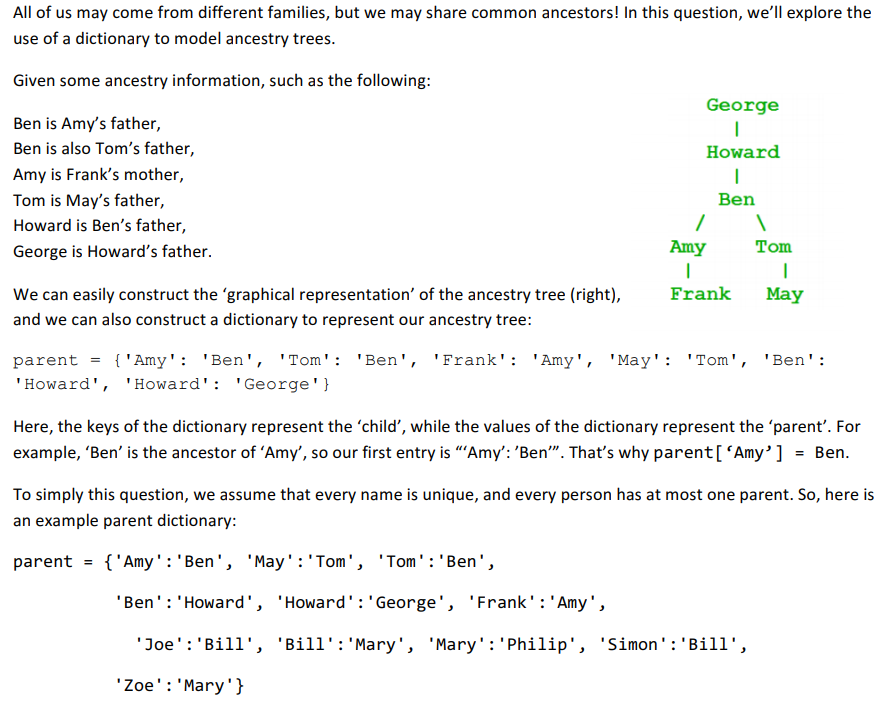 All of us may come from different families, but we may share common ancestors! In this question, we’ll explore the
use of a dictionary to model ancestry trees.
Given some ancestry information, such as the following:
Ben is Amy’s father,
Ben is also Tom’s father,
Amy is Frank’s mother,
Tom is May’s father,
Howard is Ben’s father,
George is Howard’s father.
George
|
Howard
|
Ben
/ \
Amy Tom
| |
Frank May
We can easily construct the ‘graphical representation’ of the ancestry tree (right),
and we can also construct a dictionary to represent our ancestry tree:
parent = {'Amy': 'Ben', 'Tom': 'Ben', 'Frank': 'Amy', 'May': 'Tom', 'Ben':
'Howard', 'Howard': 'George'}
Here, the keys of the dictionary represent the ‘child’, while the values of the dictionary represent the ‘parent’. For
example, ‘Ben’ is the ancestor of ‘Amy’, so our first entry is “‘Amy’: ’Ben’”. That’s why parent[‘Amy’] = Ben.
To simply this question, we assume that every name is unique, and every person has at most one parent. So, here is
an example parent dictionary:
parent = {'Amy':'Ben', 'May':'Tom', 'Tom':'Ben',
'Ben':'Howard', 'Howard':'George', 'Frank':'Amy',
'Joe':'Bill', 'Bill':'Mary', 'Mary':'Philip', 'Simon':'Bill',
'Zoe':'Mary'}